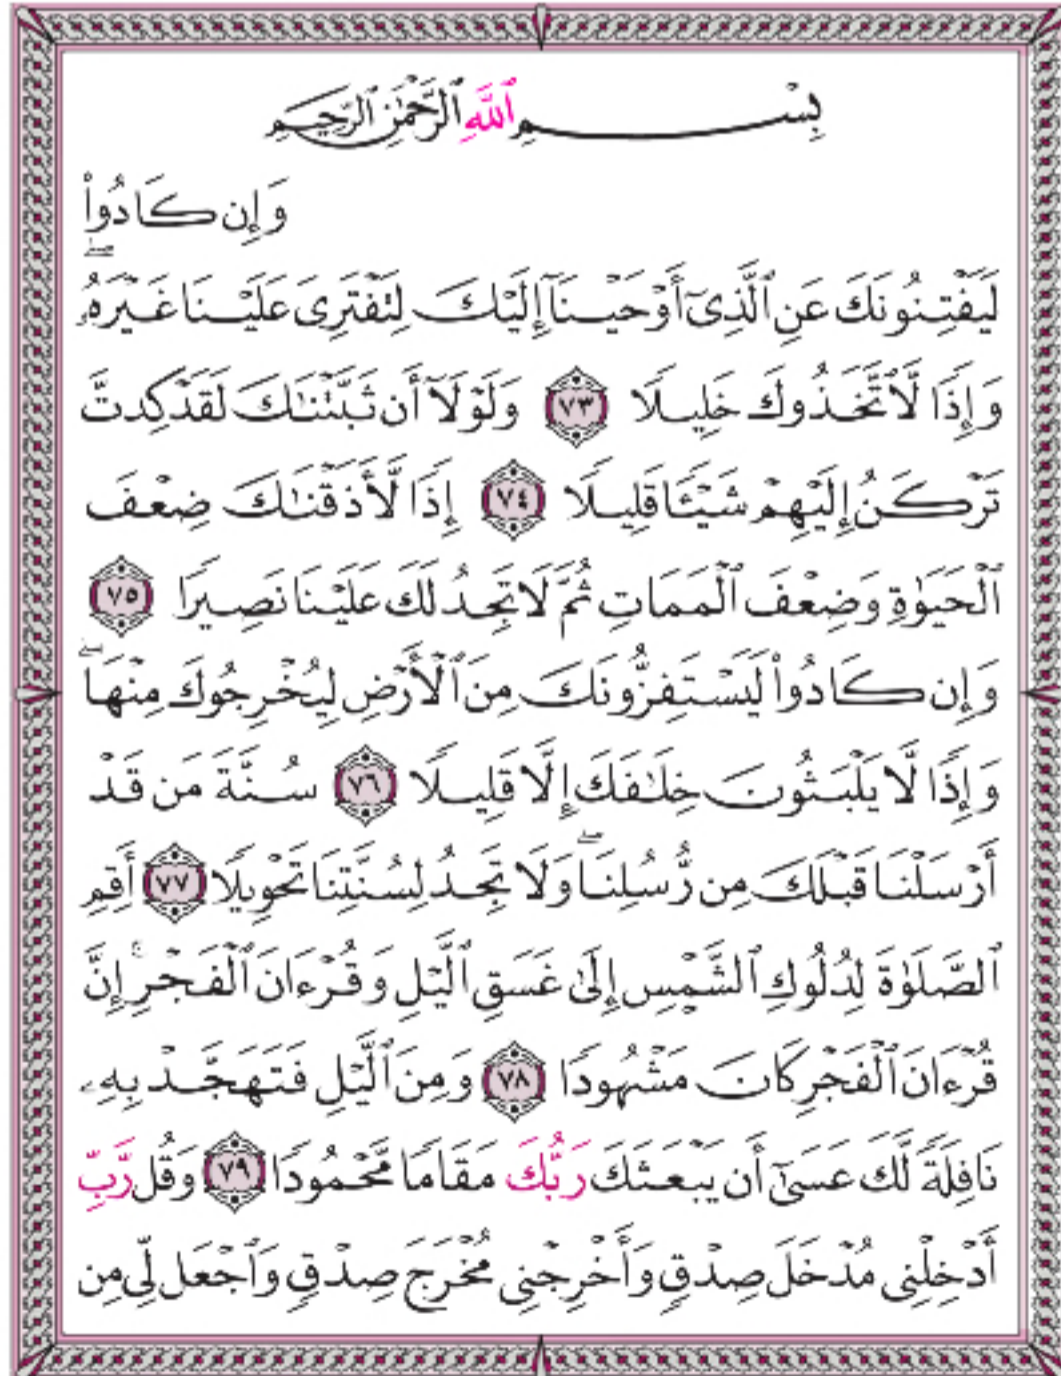 بِسْمِ ٱللَّهِ ٱلرَّحْمَٰنِ ٱلرَّحِيمِ
وَإِن كَادُوا۟
لَيَفْتِنُونَكَ عَنِ ٱلَّذِىٓ أَوْحَيْنَآ إِلَيْكَ لِتَفْتَرِىَ عَلَيْنَا غَيْرَهُۥ ۖ
وَإِذًا لَّٱتَّخَذُوكَ خَلِيلًا ٧٣ وَلَوْلَآ أَن ثَبَّتْنَٰكَ لَقَدْ كِدتَّ
تَرْكَنُ إِلَيْهِمْ شَيْـًٔا قَلِيلًا ٧٤ إِذًا لَّأَذَقْنَٰكَ ضِعْفَ
ٱلْحَيَوٰةِ وَضِعْفَ ٱلْمَمَاتِ ثُمَّ لَا تَجِدُ لَكَ عَلَيْنَا نَصِيرًا ٧٥
وَإِن كَادُوا۟ لَيَسْتَفِزُّونَكَ مِنَ ٱلْأَرْضِ لِيُخْرِجُوكَ مِنْهَا ۖ
وَإِذًا لَّا يَلْبَثُونَ خِلَٰفَكَ إِلَّا قَلِيلًا ٧٦ سُنَّةَ مَن قَدْ
أَرْسَلْنَا قَبْلَكَ مِن رُّسُلِنَا ۖ وَلَا تَجِدُ لِسُنَّتِنَا تَحْوِيلًا ٧٧ أَقِمِ
ٱلصَّلَوٰةَ لِدُلُوكِ ٱلشَّمْسِ إِلَىٰ غَسَقِ ٱلَّيْلِ وَقُرْءَانَ ٱلْفَجْرِ ۖ إِنَّ
قُرْءَانَ ٱلْفَجْرِ كَانَ مَشْهُودًا ٧٨ وَمِنَ ٱلَّيْلِ فَتَهَجَّدْ بِهِۦ
نَافِلَةً لَّكَ عَسَىٰٓ أَن يَبْعَثَكَ رَبُّكَ مَقَامًا مَّحْمُودًا ٧٩ وَقُل رَّبِّ
أَدْخِلْنِى مُدْخَلَ صِدْقٍ وَأَخْرِجْنِى مُخْرَجَ صِدْقٍ وَٱجْعَل لِّى مِن